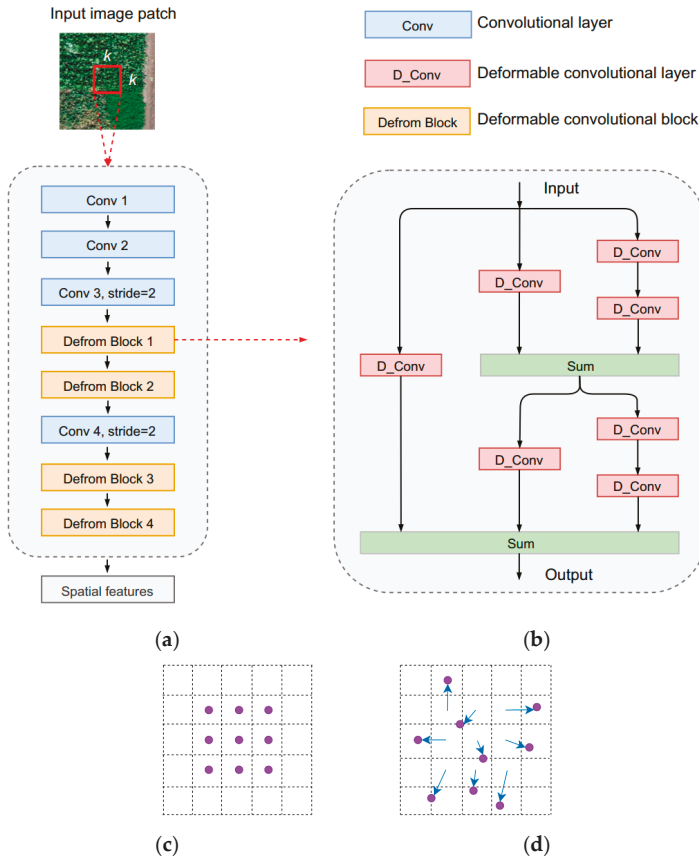 Input image patch
k
k
Conv 1
Conv 2
Conv 3, stride=2
Defrom Block 1
Defrom Block 2
Conv 4, stride=2
Defrom Block 3
Defrom Block 4
Spatial features
(a)
Conv Convolutional layer
D_Conv Deformable convolutional layer
Defrom Block Deformable convolutional block
Input
D_Conv
D_Conv
D_Conv
D_Conv
Sum
D_Conv
D_Conv
D_Conv
Sum
Output
(b)
(c)
(d)